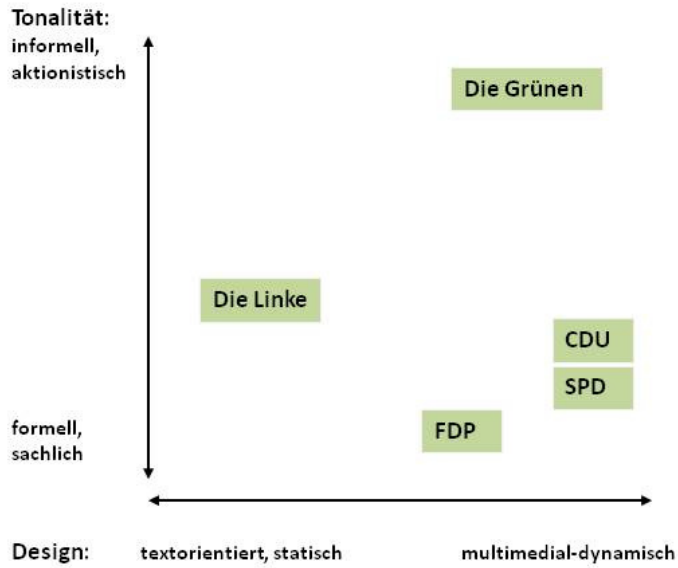 Tonalität:
informell,
aktionistisch
Die Grünen
Die Linke
CDU
SPD
FDP
formell,
sachlich
Design: textorientiert, statisch multimedial-dynamisch